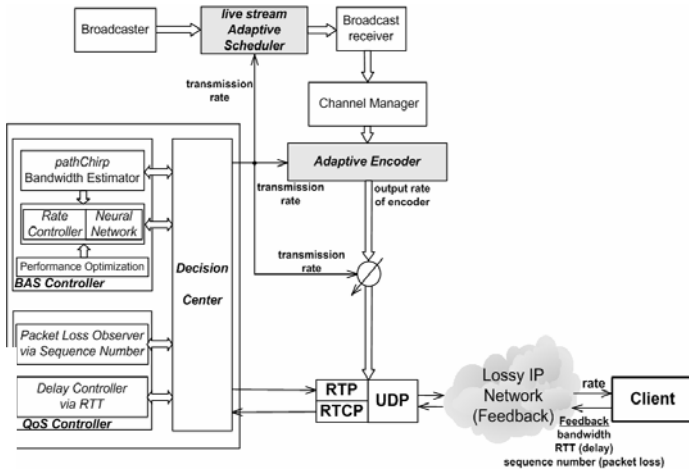 Broadcaster
live stream
Adaptive
Scheduler
Broadcast
receiver
transmission
rate
Channel Manager
Adaptive Encoder
transmission
rate
output rate
of encoder
pathChirp
Bandwidth Estimator
Rate
Controller
Neural
Network
Performance Optimization
BAS Controller
Decision
Center
transmission
rate
Packet Loss Observer
via Sequence Number
Delay Controller
via RTT
QoS Controller
RTP
RTCP
UDP
Lossy IP
Network
(Feedback)
rate
Client
Feedback
bandwidth
RTT (delay)
sequence number (packet loss)